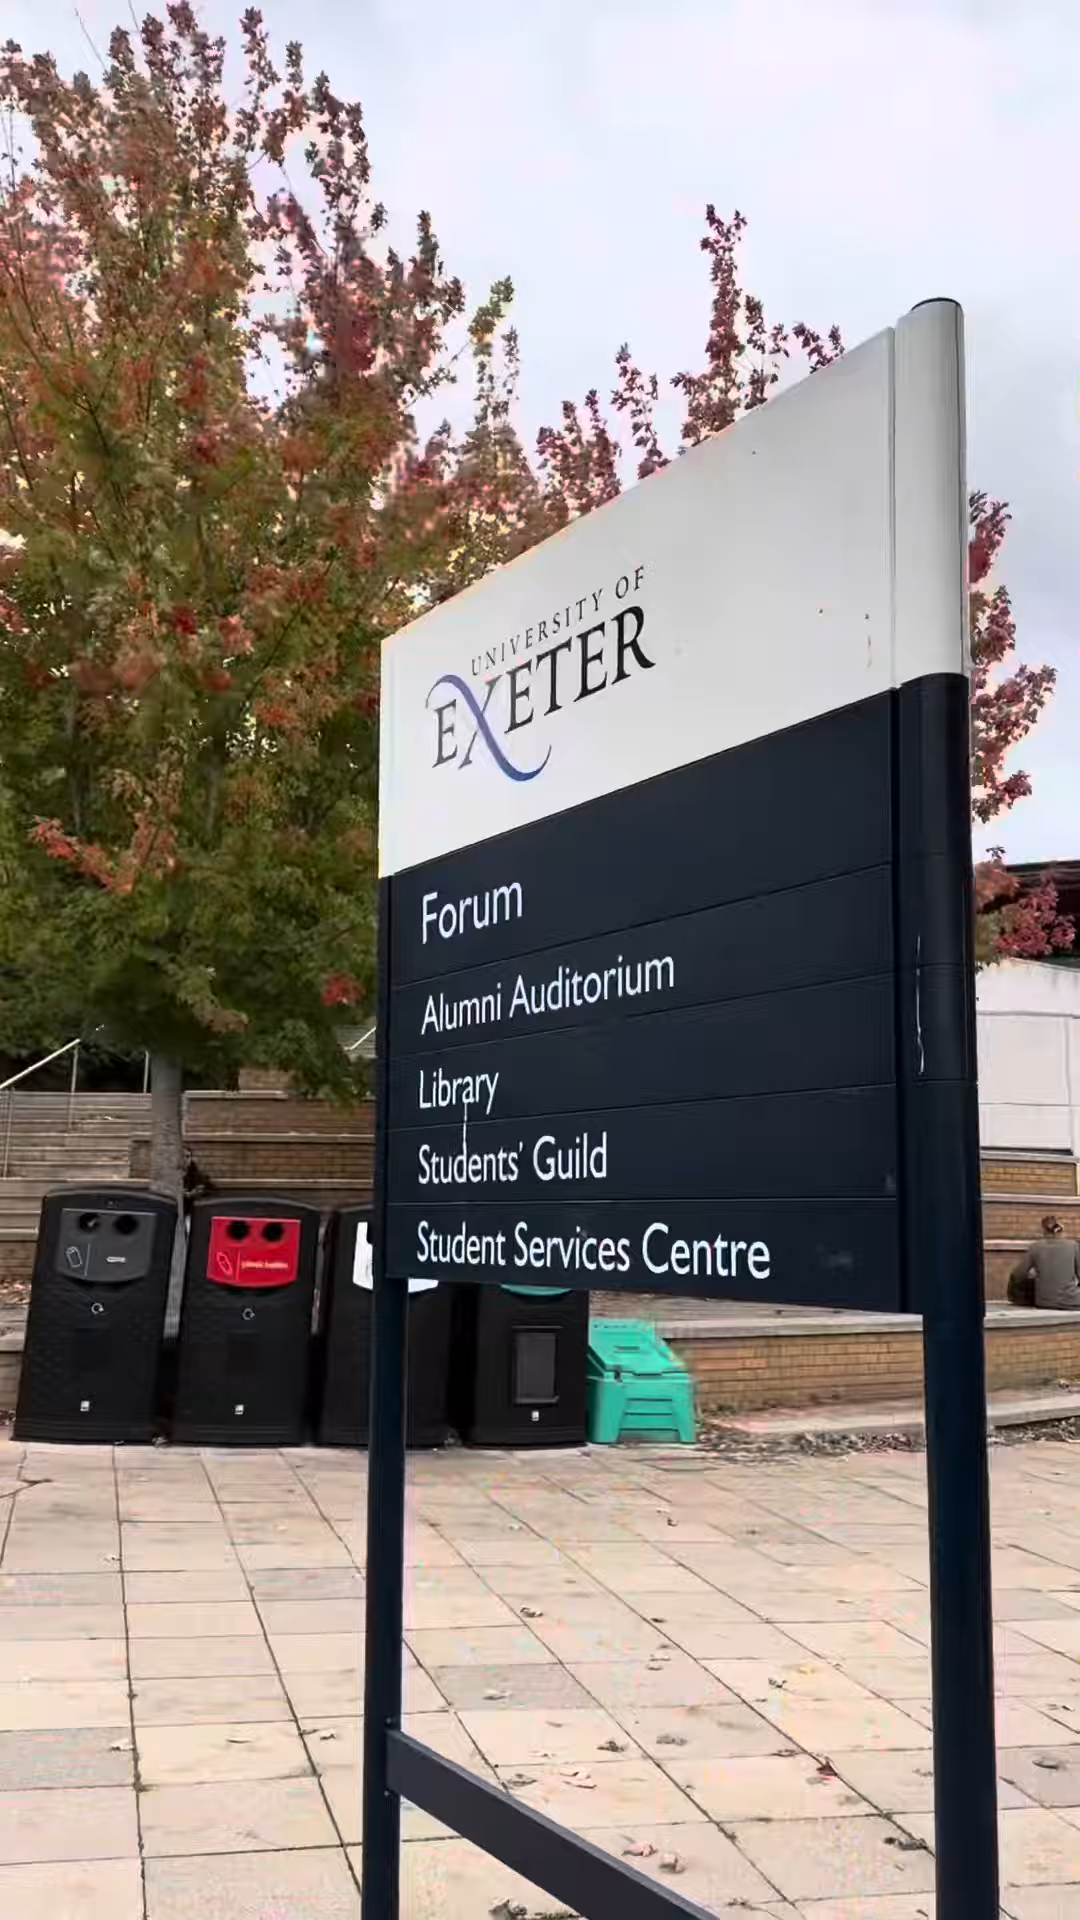 UNIVERSITY OF
EXETER
Forum
Alumni Auditorium
Library
Students' Guild
Student Services Centre